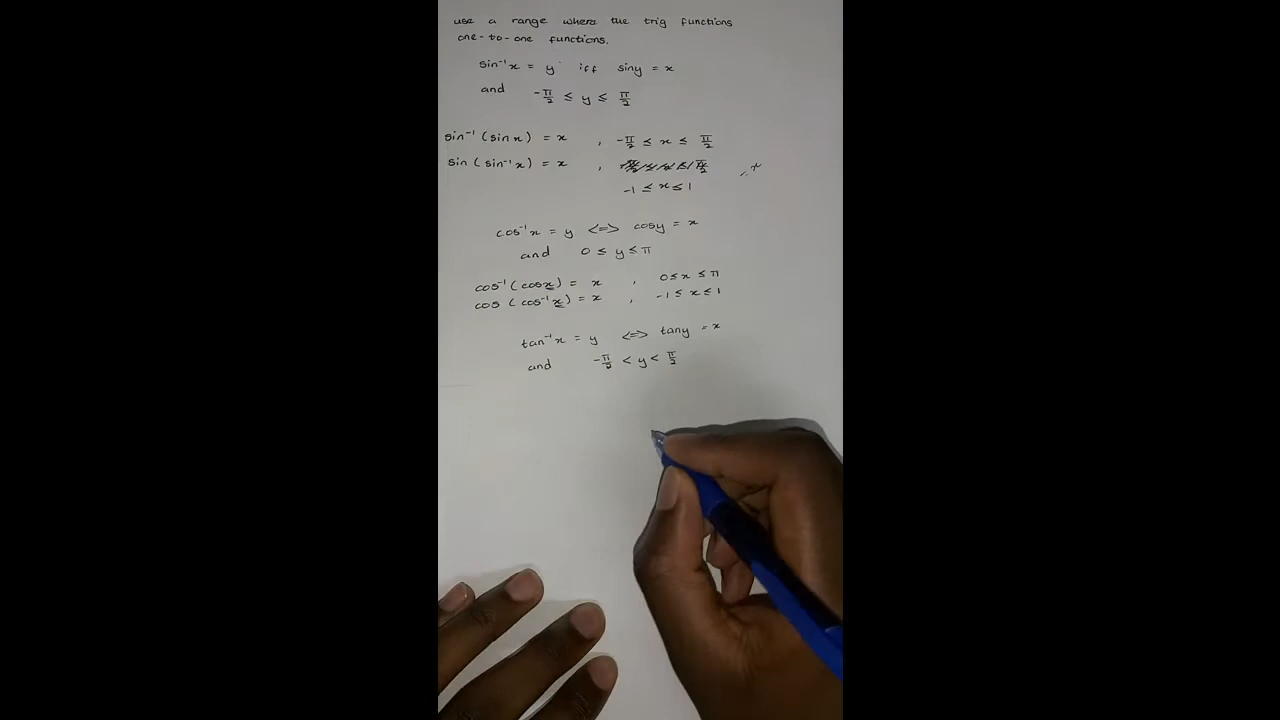 use a range where the trig functions
one-to-one functions.
sin⁻¹x = y iff siny = x
and -π/2 ≤ y ≤ π/2
sin⁻¹(sin x) = x , -π/2 ≤ x ≤ π/2
sin(sin⁻¹x) = x ,
-1 ≤ x ≤ 1
cos⁻¹x = y <=> cosy = x
and 0 ≤ y ≤ π
cos⁻¹(cosx) = x , 0 ≤ x ≤ π
cos(cos⁻¹x) = x , -1 ≤ x ≤ 1
tan⁻¹x = y <=> tany = x
and -π/2 < y < π/2